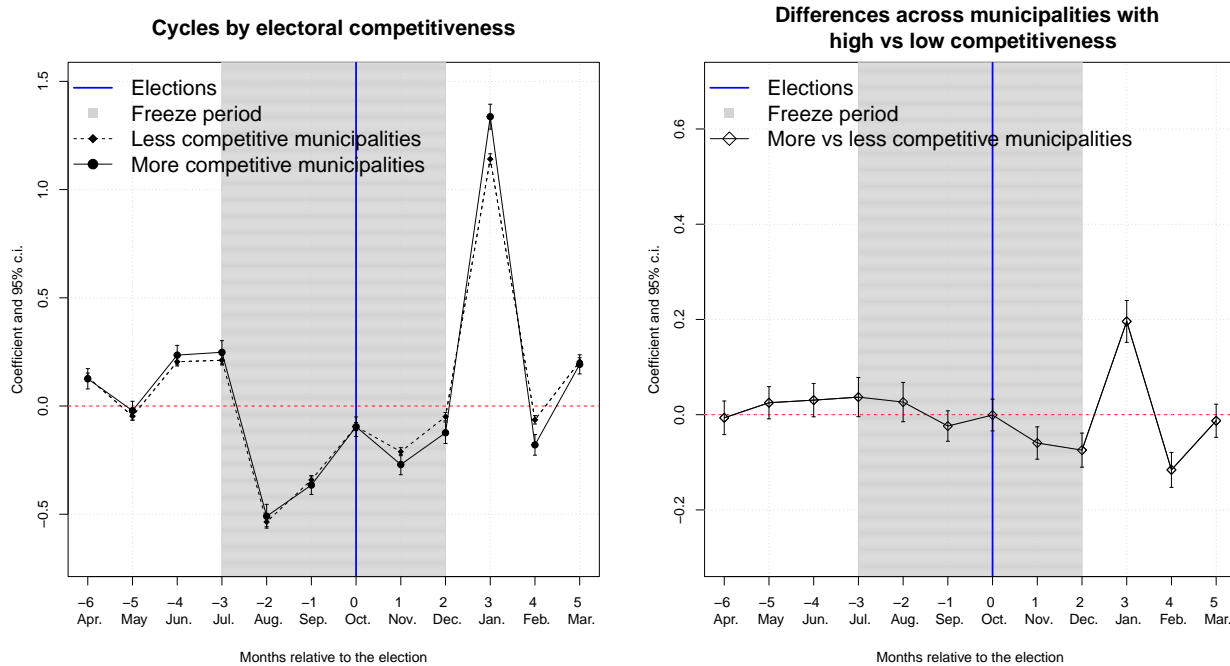 Cycles by electoral competitiveness
Elections
Freeze period
Less competitive municipalities
More competitive municipalities
Coefficient and 95% c.i.
1.5
1.0
0.5
0.0
−0.5
−6 −5 −4 −3 −2 −1 0 1 2 3 4 5
Apr. May Jun. Jul. Aug. Sep. Oct. Nov. Dec. Jan. Feb. Mar.
Months relative to the election
Differences across municipalities with
high vs low competitiveness
Elections
Freeze period
More vs less competitive municipalities
Coefficient and 95% c.i.
0.6
0.4
0.2
0.0
−0.2
−6 −5 −4 −3 −2 −1 0 1 2 3 4 5
Apr. May Jun. Jul. Aug. Sep. Oct. Nov. Dec. Jan. Feb. Mar.
Months relative to the election